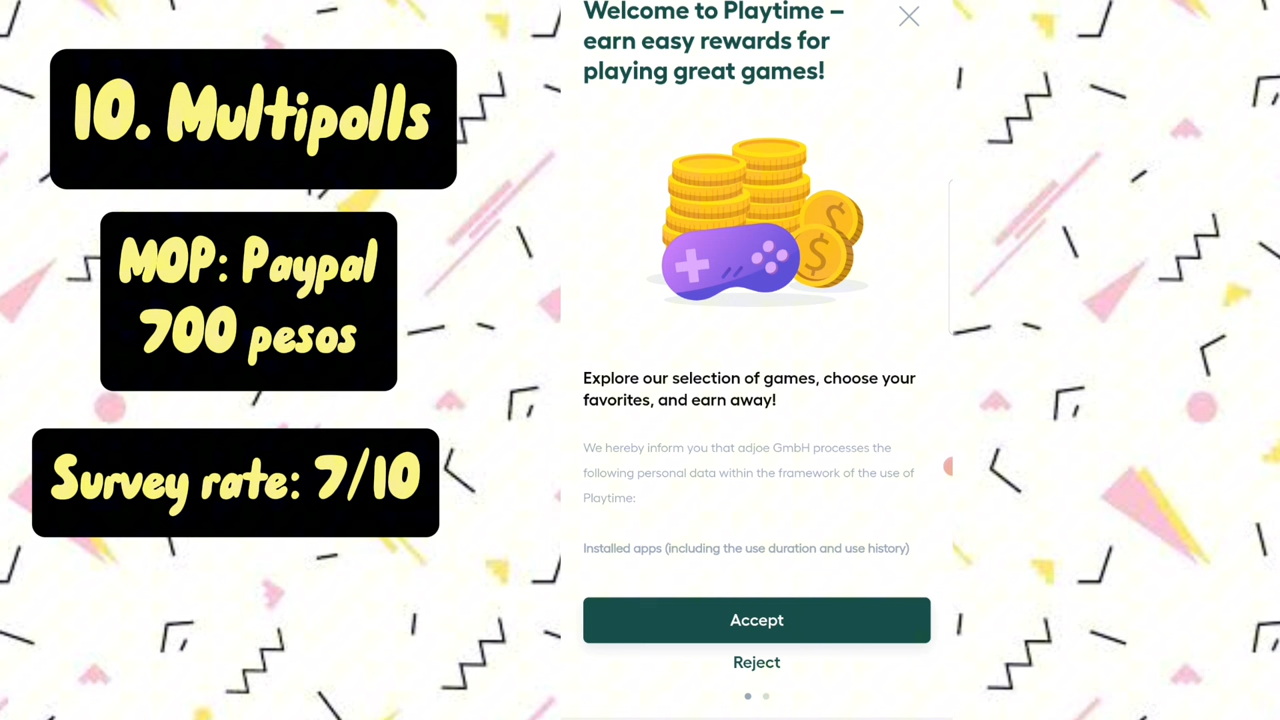 10. Multipolls
MOP: Paypal
700 pesos
Survey rate: 7/10
Welcome to Playtime –
earn easy rewards for
playing great games!
Explore our selection of games, choose your
favorites, and earn away!
We hereby inform you that adjoe GmbH processes the
following personal data within the framework of the use of
Playtime:
Installed apps (including the use duration and use history)
Accept
Reject